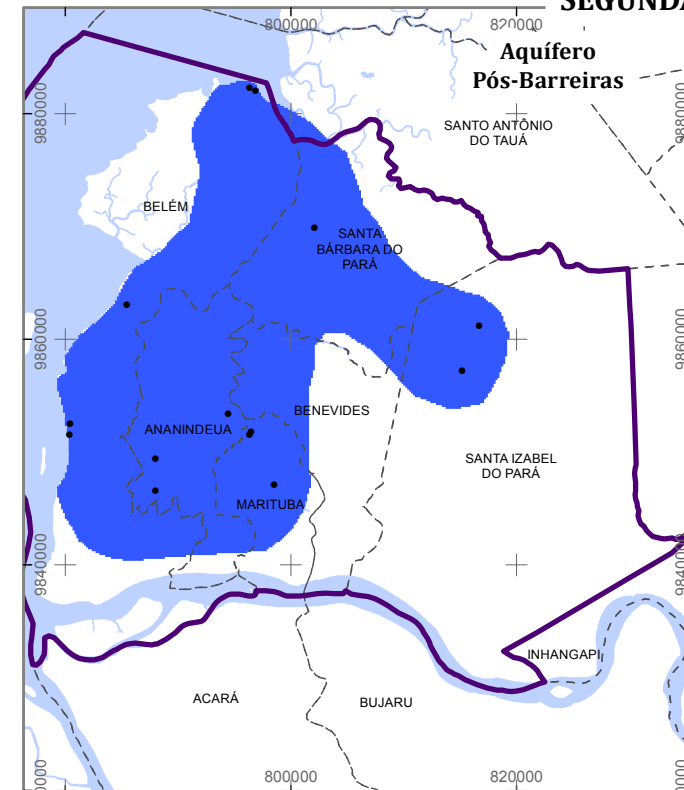 SEGUNDA
800000
820000
Aquífero
Pós-Barreiras
9880000
9880000
SANTO ANTÔNIO
DO TAUÁ
BELÉM
SANTA
BÁRBARA DO
PARÁ
9860000
9860000
BENEVIDES
ANANINDEUA
SANTA IZABEL
DO PARÁ
MARITUBA
9840000
9840000
INHANGAPI
ACARÁ
BUJARU
800000
820000